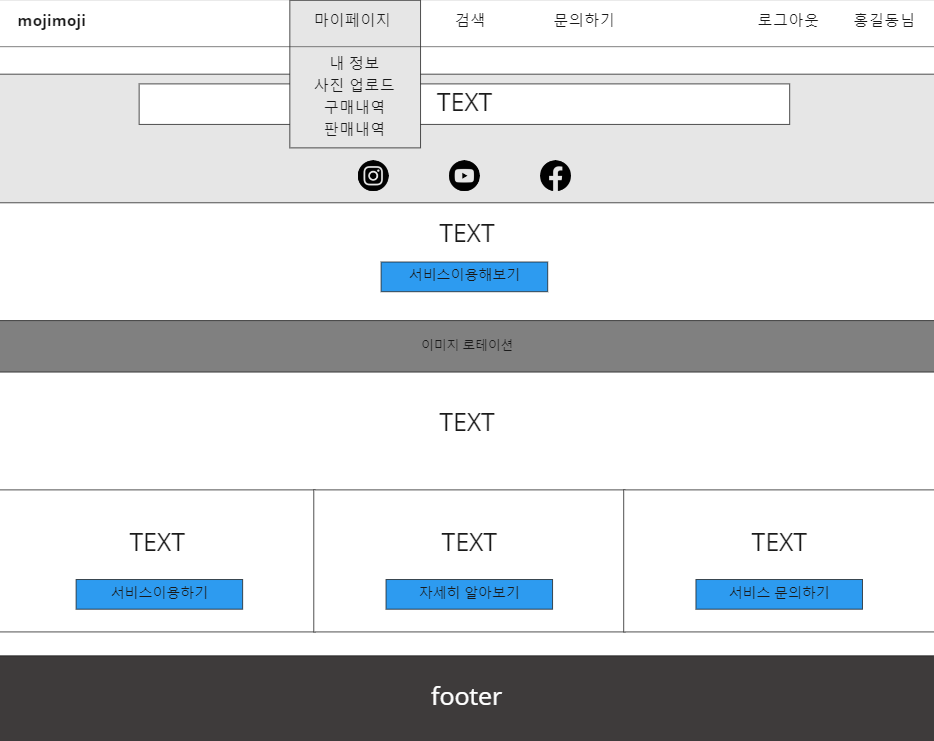 mojimoji
마이페이지
검색
문의하기
로그아웃
홍길동님
내 정보
사진 업로드
구매내역
판매내역
TEXT
TEXT
서비스이용해보기
이미지 로테이션
TEXT
TEXT
TEXT
TEXT
서비스이용하기
자세히 알아보기
서비스 문의하기
footer